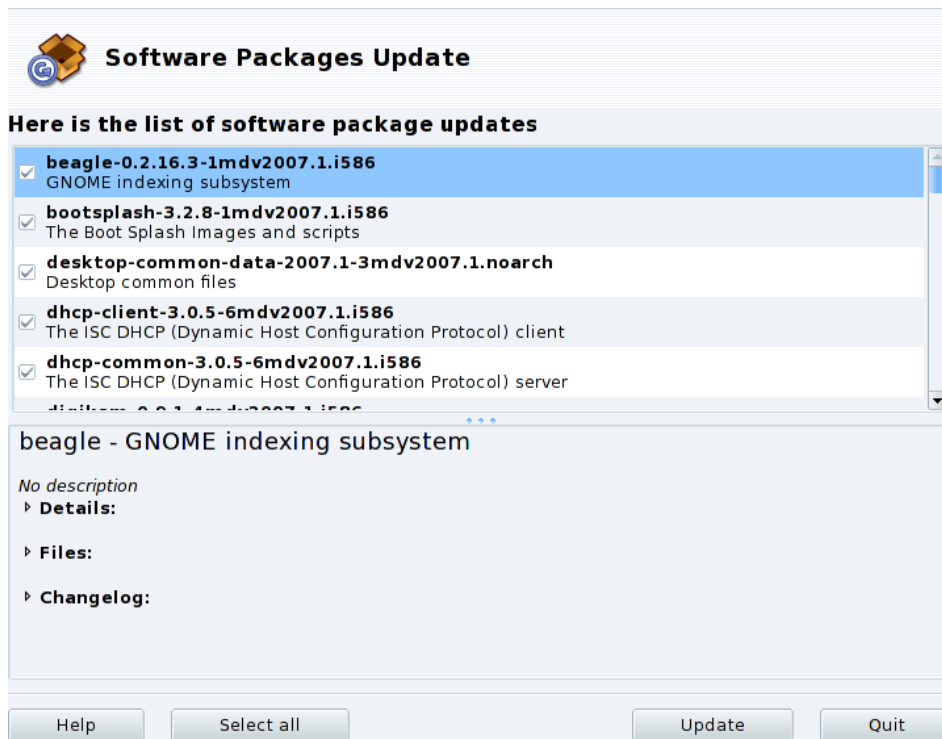 Software Packages Update
Here is the list of software package updates
beagle-0.2.16.3-1mdv2007.1.i586
GNOME indexing subsystem
bootsplash-3.2.8-1mdv2007.1.i586
The Boot Splash Images and scripts
desktop-common-data-2007.1-3mdv2007.1.noarch
Desktop common files
dhcp-client-3.0.5-6mdv2007.1.i586
The ISC DHCP (Dynamic Host Configuration Protocol) client
dhcp-common-3.0.5-6mdv2007.1.i586
The ISC DHCP (Dynamic Host Configuration Protocol) server
beagle - GNOME indexing subsystem
No description
Details:
Files:
Changelog:
Help
Select all
Update
Quit